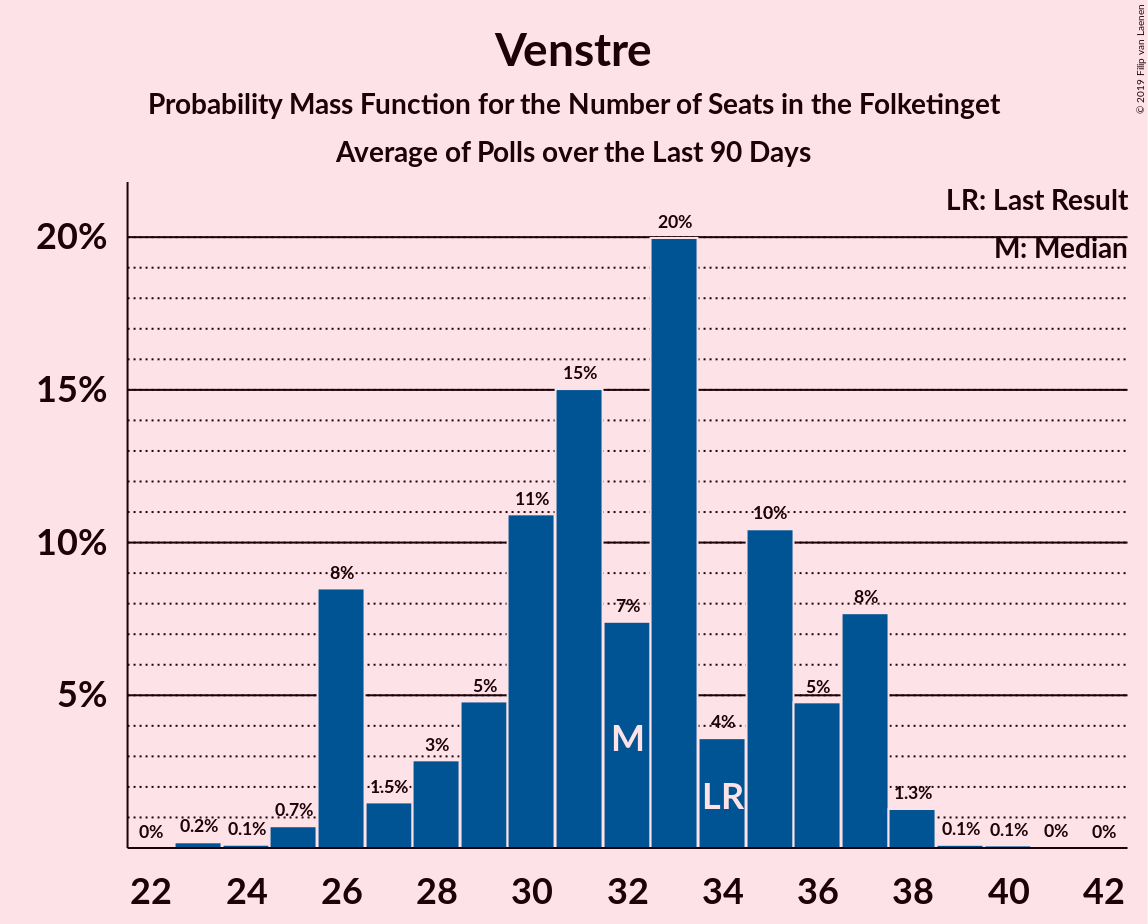 Venstre
Probability Mass Function for the Number of Seats in the Folketinget
Average of Polls over the Last 90 Days
© 2019 Filip van Laenen
LR: Last Result
M: Median
20%
15%
10%
5%
0% 0.2% 0.1% 0.7% 8% 1.5% 3% 5% 11% 15% 7% 20% 4% 10% 5% 8% 1.3% 0.1% 0.1% 0% 0%
M
LR
22 24 26 28 30 32 34 36 38 40 42